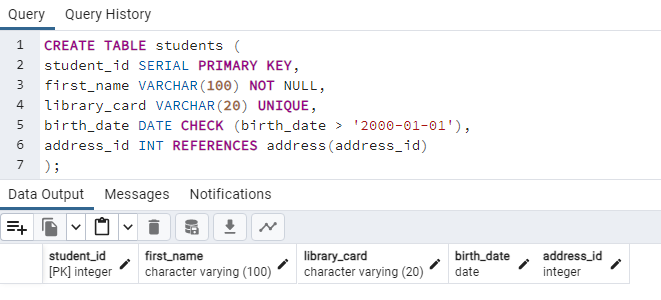 Query Query History
1 CREATE TABLE students (
2 student_id SERIAL PRIMARY KEY,
3 first_name VARCHAR(100) NOT NULL,
4 library_card VARCHAR(20) UNIQUE,
5 birth_date DATE CHECK (birth_date > '2000-01-01'),
6 address_id INT REFERENCES address(address_id)
7 );
Data Output Messages Notifications
student_id first_name library_card birth_date address_id
[PK] integer character varying (100) character varying (20) date integer